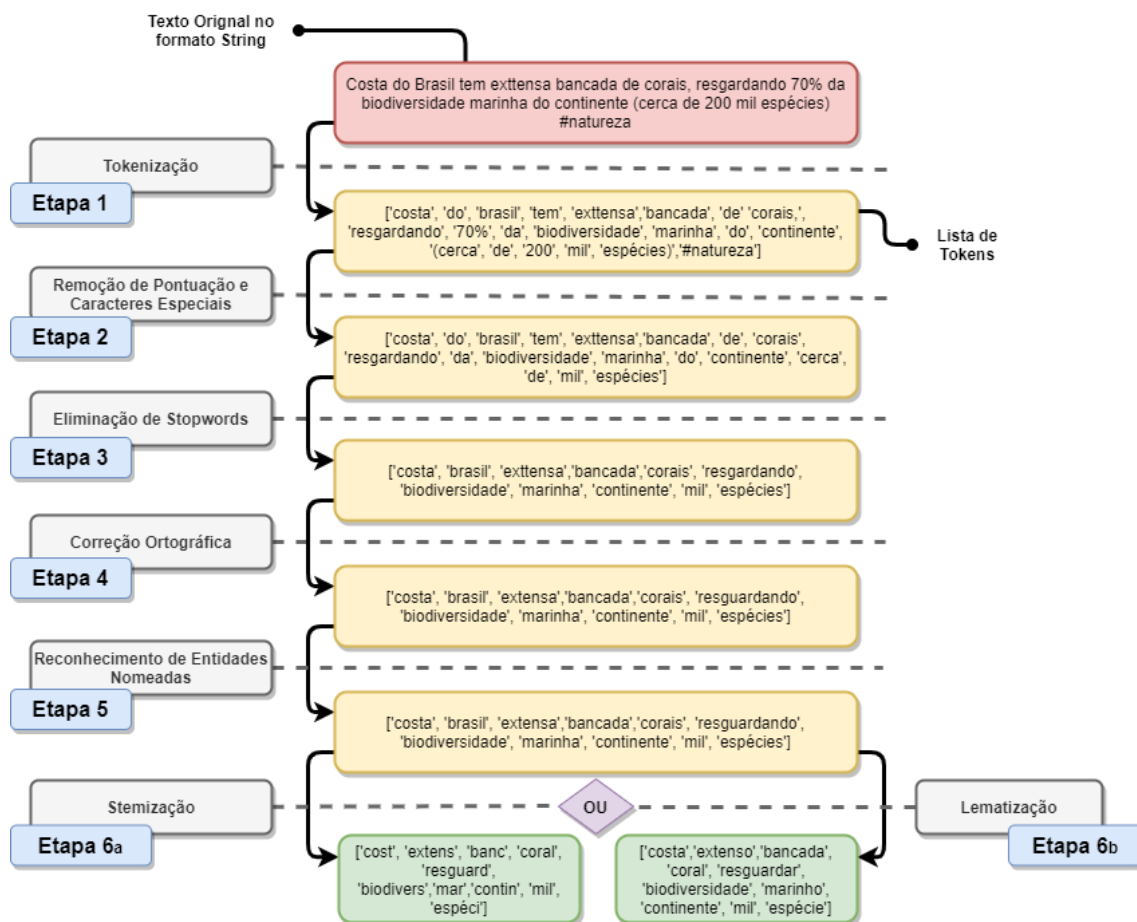 Texto Orignal no
formato String
Costa do Brasil tem exttensa bancada de corais, resgardando 70% da
biodiversidade marinha do continente (cerca de 200 mil espécies)
#natureza
Tokenização
Etapa 1
['costa', 'do', 'brasil', 'tem', 'exttensa','bancada', 'de' 'corais,',
'resgardando', '70%', 'da', 'biodiversidade', 'marinha', 'do', 'continente',
'(cerca', 'de', '200', 'mil', 'espécies)','#natureza']
Lista de
Tokens
Remoção de Pontuação e
Caracteres Especiais
Etapa 2
['costa', 'do', 'brasil', 'tem', 'exttensa','bancada', 'de', 'corais',
'resgardando', 'da', 'biodiversidade', 'marinha', 'do', 'continente', 'cerca',
'de', 'mil', 'espécies']
Eliminação de Stopwords
Etapa 3
['costa', 'brasil', 'exttensa','bancada','corais', 'resgardando',
'biodiversidade', 'marinha', 'continente', 'mil', 'espécies']
Correção Ortográfica
Etapa 4
['costa', 'brasil', 'extensa','bancada','corais', 'resguardando',
'biodiversidade', 'marinha', 'continente', 'mil', 'espécies']
Reconhecimento de Entidades
Nomeadas
Etapa 5
['costa', 'brasil', 'extensa','bancada','corais', 'resguardando',
'biodiversidade', 'marinha', 'continente', 'mil', 'espécies']
Stemização
Etapa 6a
OU
Lematização
Etapa 6b
['cost', 'extens', 'banc', 'coral',
'resguard',
'biodivers','mar','contin', 'mil',
'espéci']
['costa','extenso','bancada',
'coral', 'resguardar',
'biodiversidade', 'marinho',
'continente', 'mil', 'espécie']